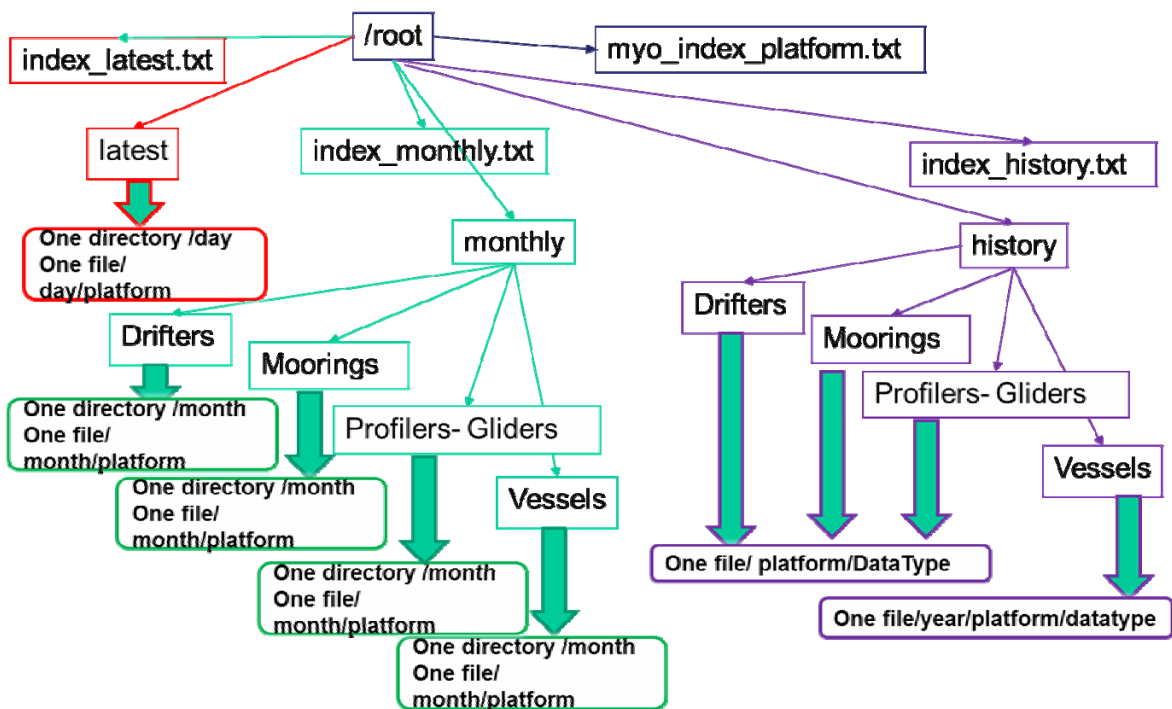 /root
index_latest.txt
myo_index_platform.txt
latest
index_monthly.txt
index_history.txt
One directory /day
One file/
day/platform
monthly
history
Drifters
Moorings
Profilers- Gliders
Vessels
One directory /month
One file/
month/platform
One directory /month
One file/
month/platform
One directory /month
One file/
month/platform
One directory /month
One file/
month/platform
Drifters
Moorings
Profilers- Gliders
Vessels
One file/ platform/DataType
One file/year/platform/datatype